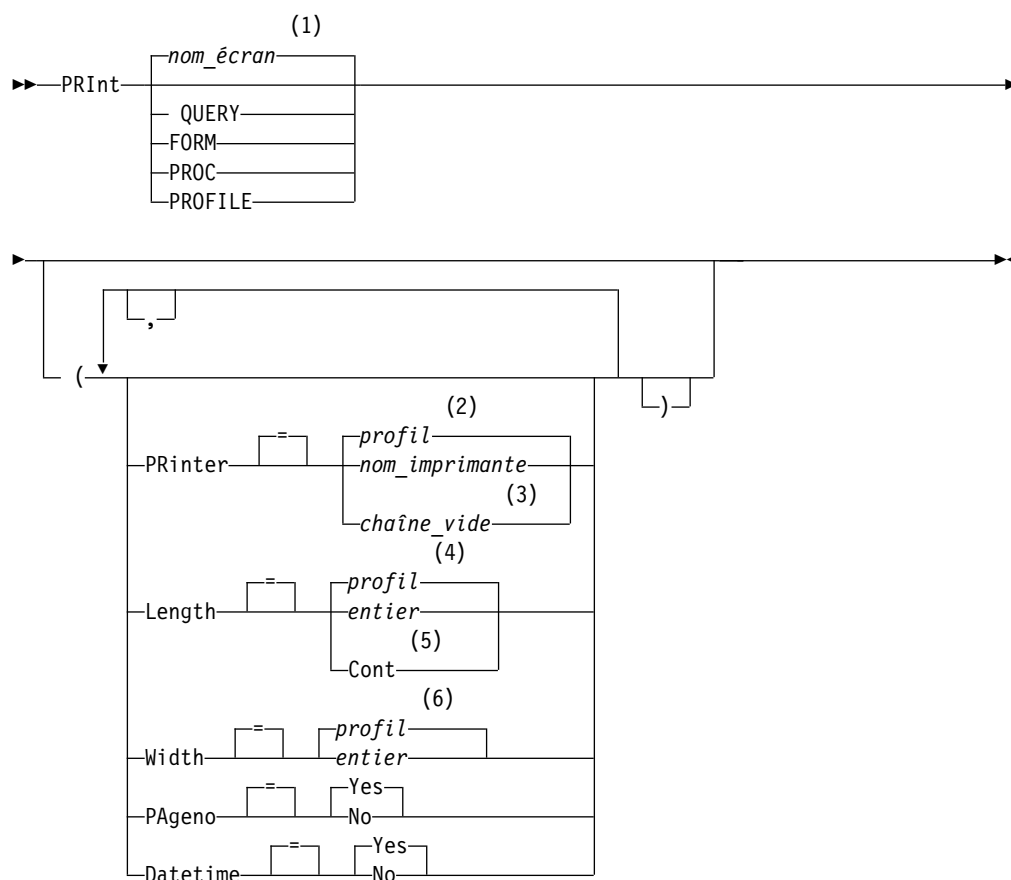 (1)
nom_écran
PRInt
QUERY
FORM
PROC
PROFILE
,
(
)
(2)
PRinter = profil
nom_imprimante
(3)
chaîne_vide
(4)
Length = profil
entier
(5)
Cont
(6)
Width = profil
entier
PAgeno = Yes
No
Datetime = Yes
No